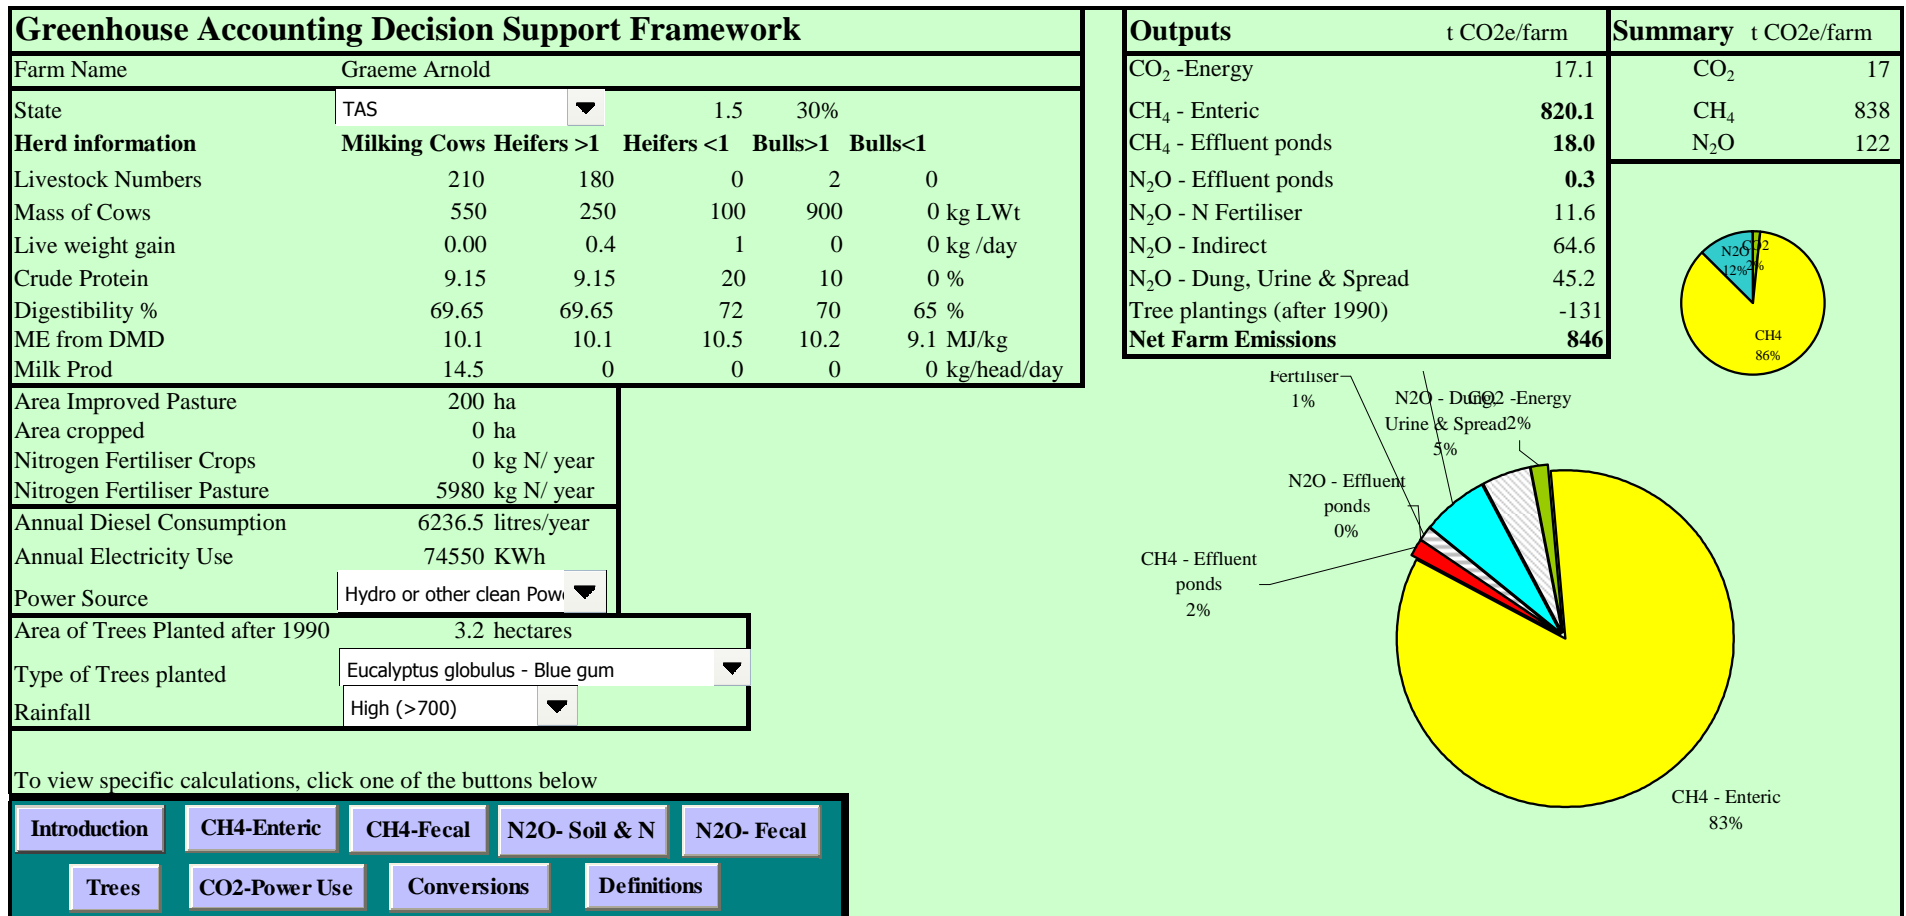 Greenhouse Accounting Decision Support Framework
Farm Name Graeme Arnold
State TAS 1.5 30%
Herd information Milking Cows Heifers >1 Heifers <1 Bulls>1 Bulls<1
Livestock Numbers 210 180 0 2 0
Mass of Cows 550 250 100 900 0 kg LWt
Live weight gain 0.00 0.4 1 0 0 kg /day
Crude Protein 9.15 9.15 20 10 0 %
Digestibility % 69.65 69.65 72 70 65 %
ME from DMD 10.1 10.1 10.5 10.2 9.1 MJ/kg
Milk Prod 14.5 0 0 0 0 kg/head/day
Area Improved Pasture 200 ha
Area cropped 0 ha
Nitrogen Fertiliser Crops 0 kg N/ year
Nitrogen Fertiliser Pasture 5980 kg N/ year
Annual Diesel Consumption 6236.5 litres/year
Annual Electricity Use 74550 KWh
Power Source Hydro or other clean Powe
Area of Trees Planted after 1990 3.2 hectares
Type of Trees planted Eucalyptus globulus - Blue gum
Rainfall High (>700)
To view specific calculations, click one of the buttons below
Introduction CH4-Enteric CH4-Fecal N2O- Soil & N N2O- Fecal
Trees CO2-Power Use Conversions Definitions
Outputs t CO2e/farm
CO₂ -Energy 17.1
CH₄ - Enteric 820.1
CH₄ - Effluent ponds 18.0
N₂O - Effluent ponds 0.3
N₂O - N Fertiliser 11.6
N₂O - Indirect 64.6
N₂O - Dung, Urine & Spread 45.2
Tree plantings (after 1990) -131
Net Farm Emissions 846
Summary t CO2e/farm
CO₂ 17
CH₄ 838
N₂O 122
N2O
12%
CO2
2%
CH4
86%
Fertiliser
1%
N2O - Dung,
Urine & Spread
5%
CO2 -Energy
2%
N2O - Effluent
ponds
0%
CH4 - Effluent
ponds
2%
CH4 - Enteric
83%